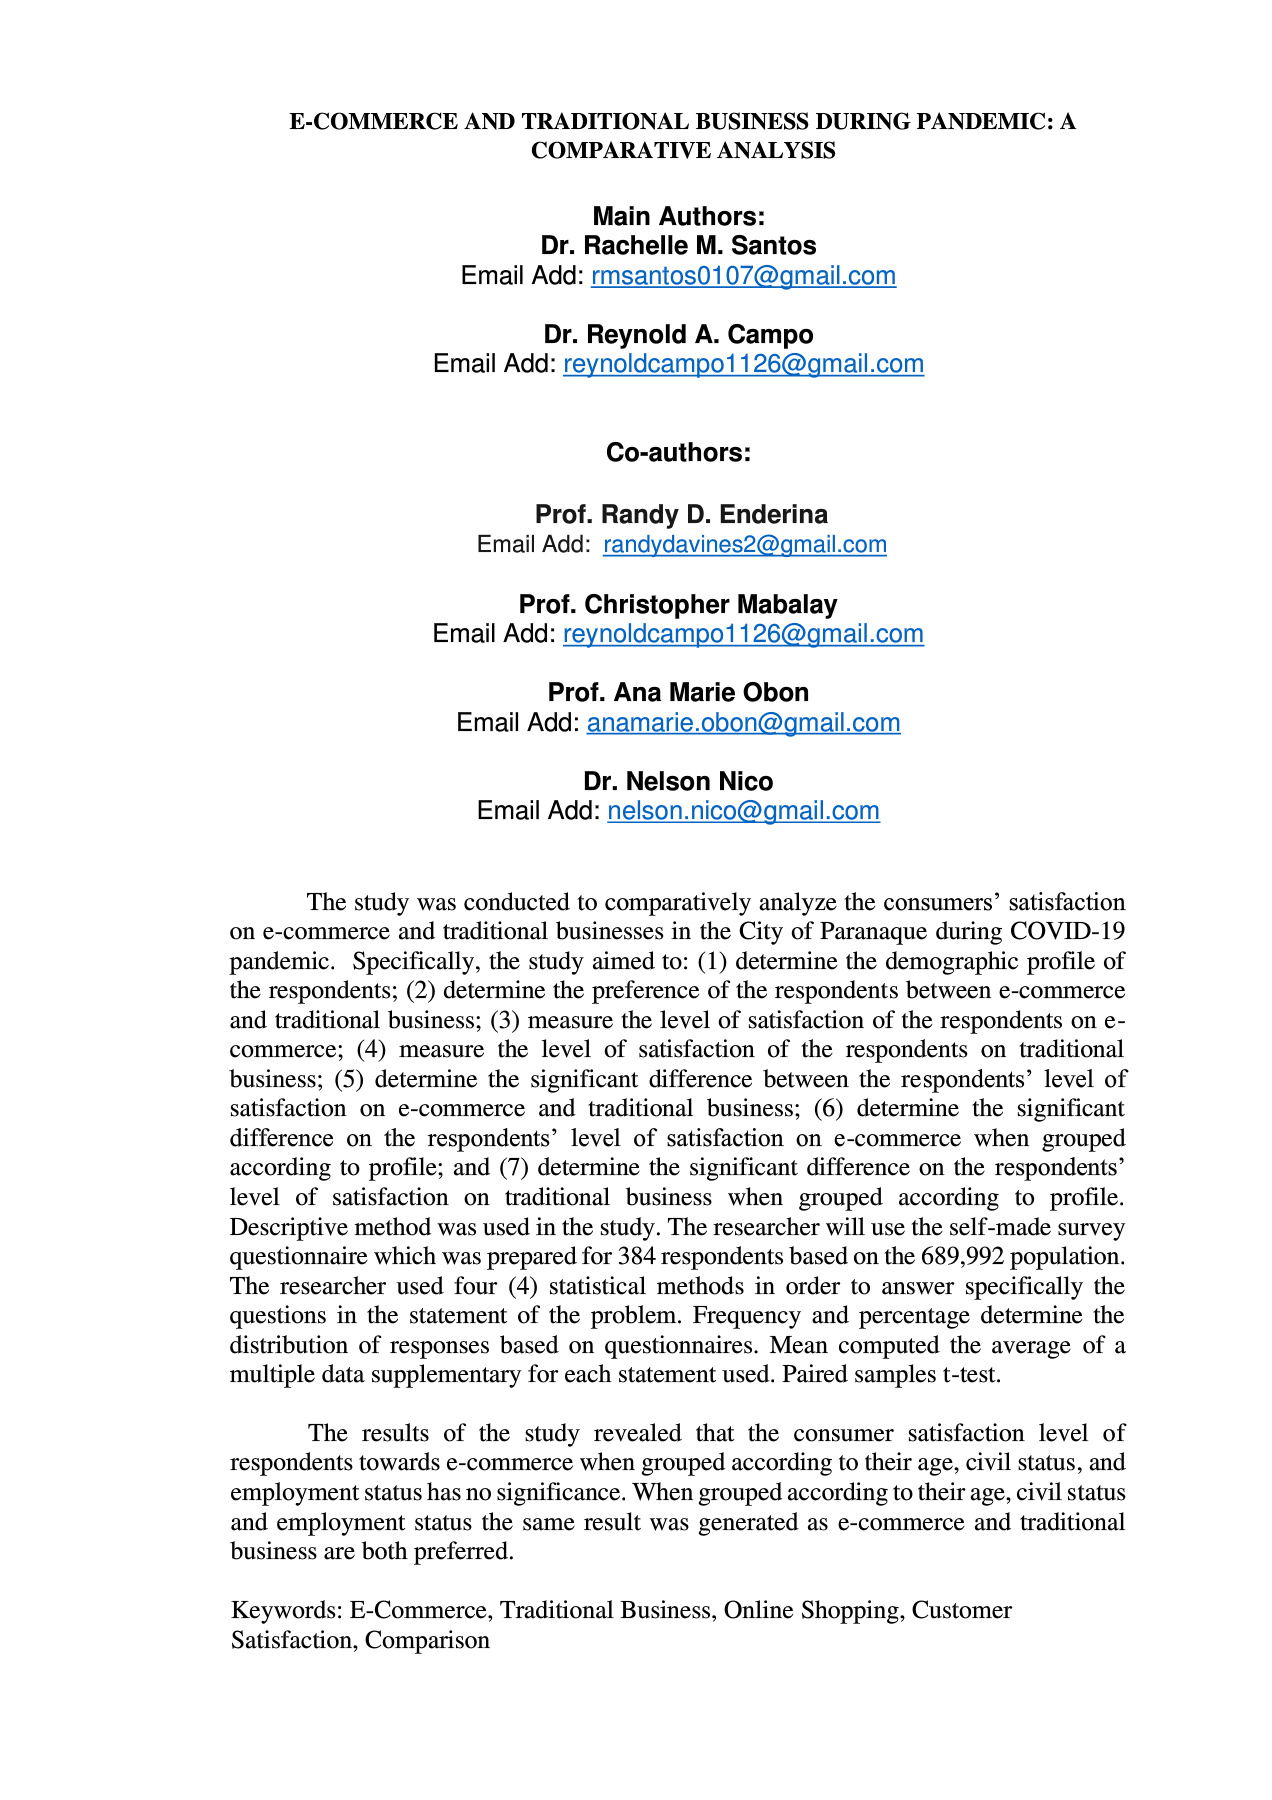 E-COMMERCE AND TRADITIONAL BUSINESS DURING PANDEMIC: A
COMPARATIVE ANALYSIS
Main Authors:
Dr. Rachelle M. Santos
Email Add: rmsantos0107@gmail.com
Dr. Reynold A. Campo
Email Add: reynoldcampo1126@gmail.com
Co-authors:
Prof. Randy D. Enderina
Email Add:  randydavines2@gmail.com
Prof. Christopher Mabalay
Email Add: reynoldcampo1126@gmail.com
Prof. Ana Marie Obon
Email Add: anamarie.obon@gmail.com
Dr. Nelson Nico
Email Add: nelson.nico@gmail.com
The study was conducted to comparatively analyze the consumers’ satisfaction
on e-commerce and traditional businesses in the City of Paranaque during COVID-19
pandemic.  Specifically, the study aimed to: (1) determine the demographic profile of
the respondents; (2) determine the preference of the respondents between e-commerce
and traditional business; (3) measure the level of satisfaction of the respondents on e-
commerce; (4) measure the level of satisfaction of the respondents on traditional
business; (5) determine the significant difference between the respondents’ level of
satisfaction on e-commerce and traditional business; (6) determine the significant
difference on the respondents’ level of satisfaction on e-commerce when grouped
according to profile; and (7) determine the significant difference on the respondents’
level of satisfaction on traditional business when grouped according to profile.
Descriptive method was used in the study. The researcher will use the self-made survey
questionnaire which was prepared for 384 respondents based on the 689,992 population.
The researcher used four (4) statistical methods in order to answer specifically the
questions in the statement of the problem. Frequency and percentage determine the
distribution of responses based on questionnaires. Mean computed the average of a
multiple data supplementary for each statement used. Paired samples t-test.
The results of the study revealed that the consumer satisfaction level of
respondents towards e-commerce when grouped according to their age, civil status, and
employment status has no significance. When grouped according to their age, civil status
and employment status the same result was generated as e-commerce and traditional
business are both preferred.
Keywords: E-Commerce, Traditional Business, Online Shopping, Customer
Satisfaction, Comparison